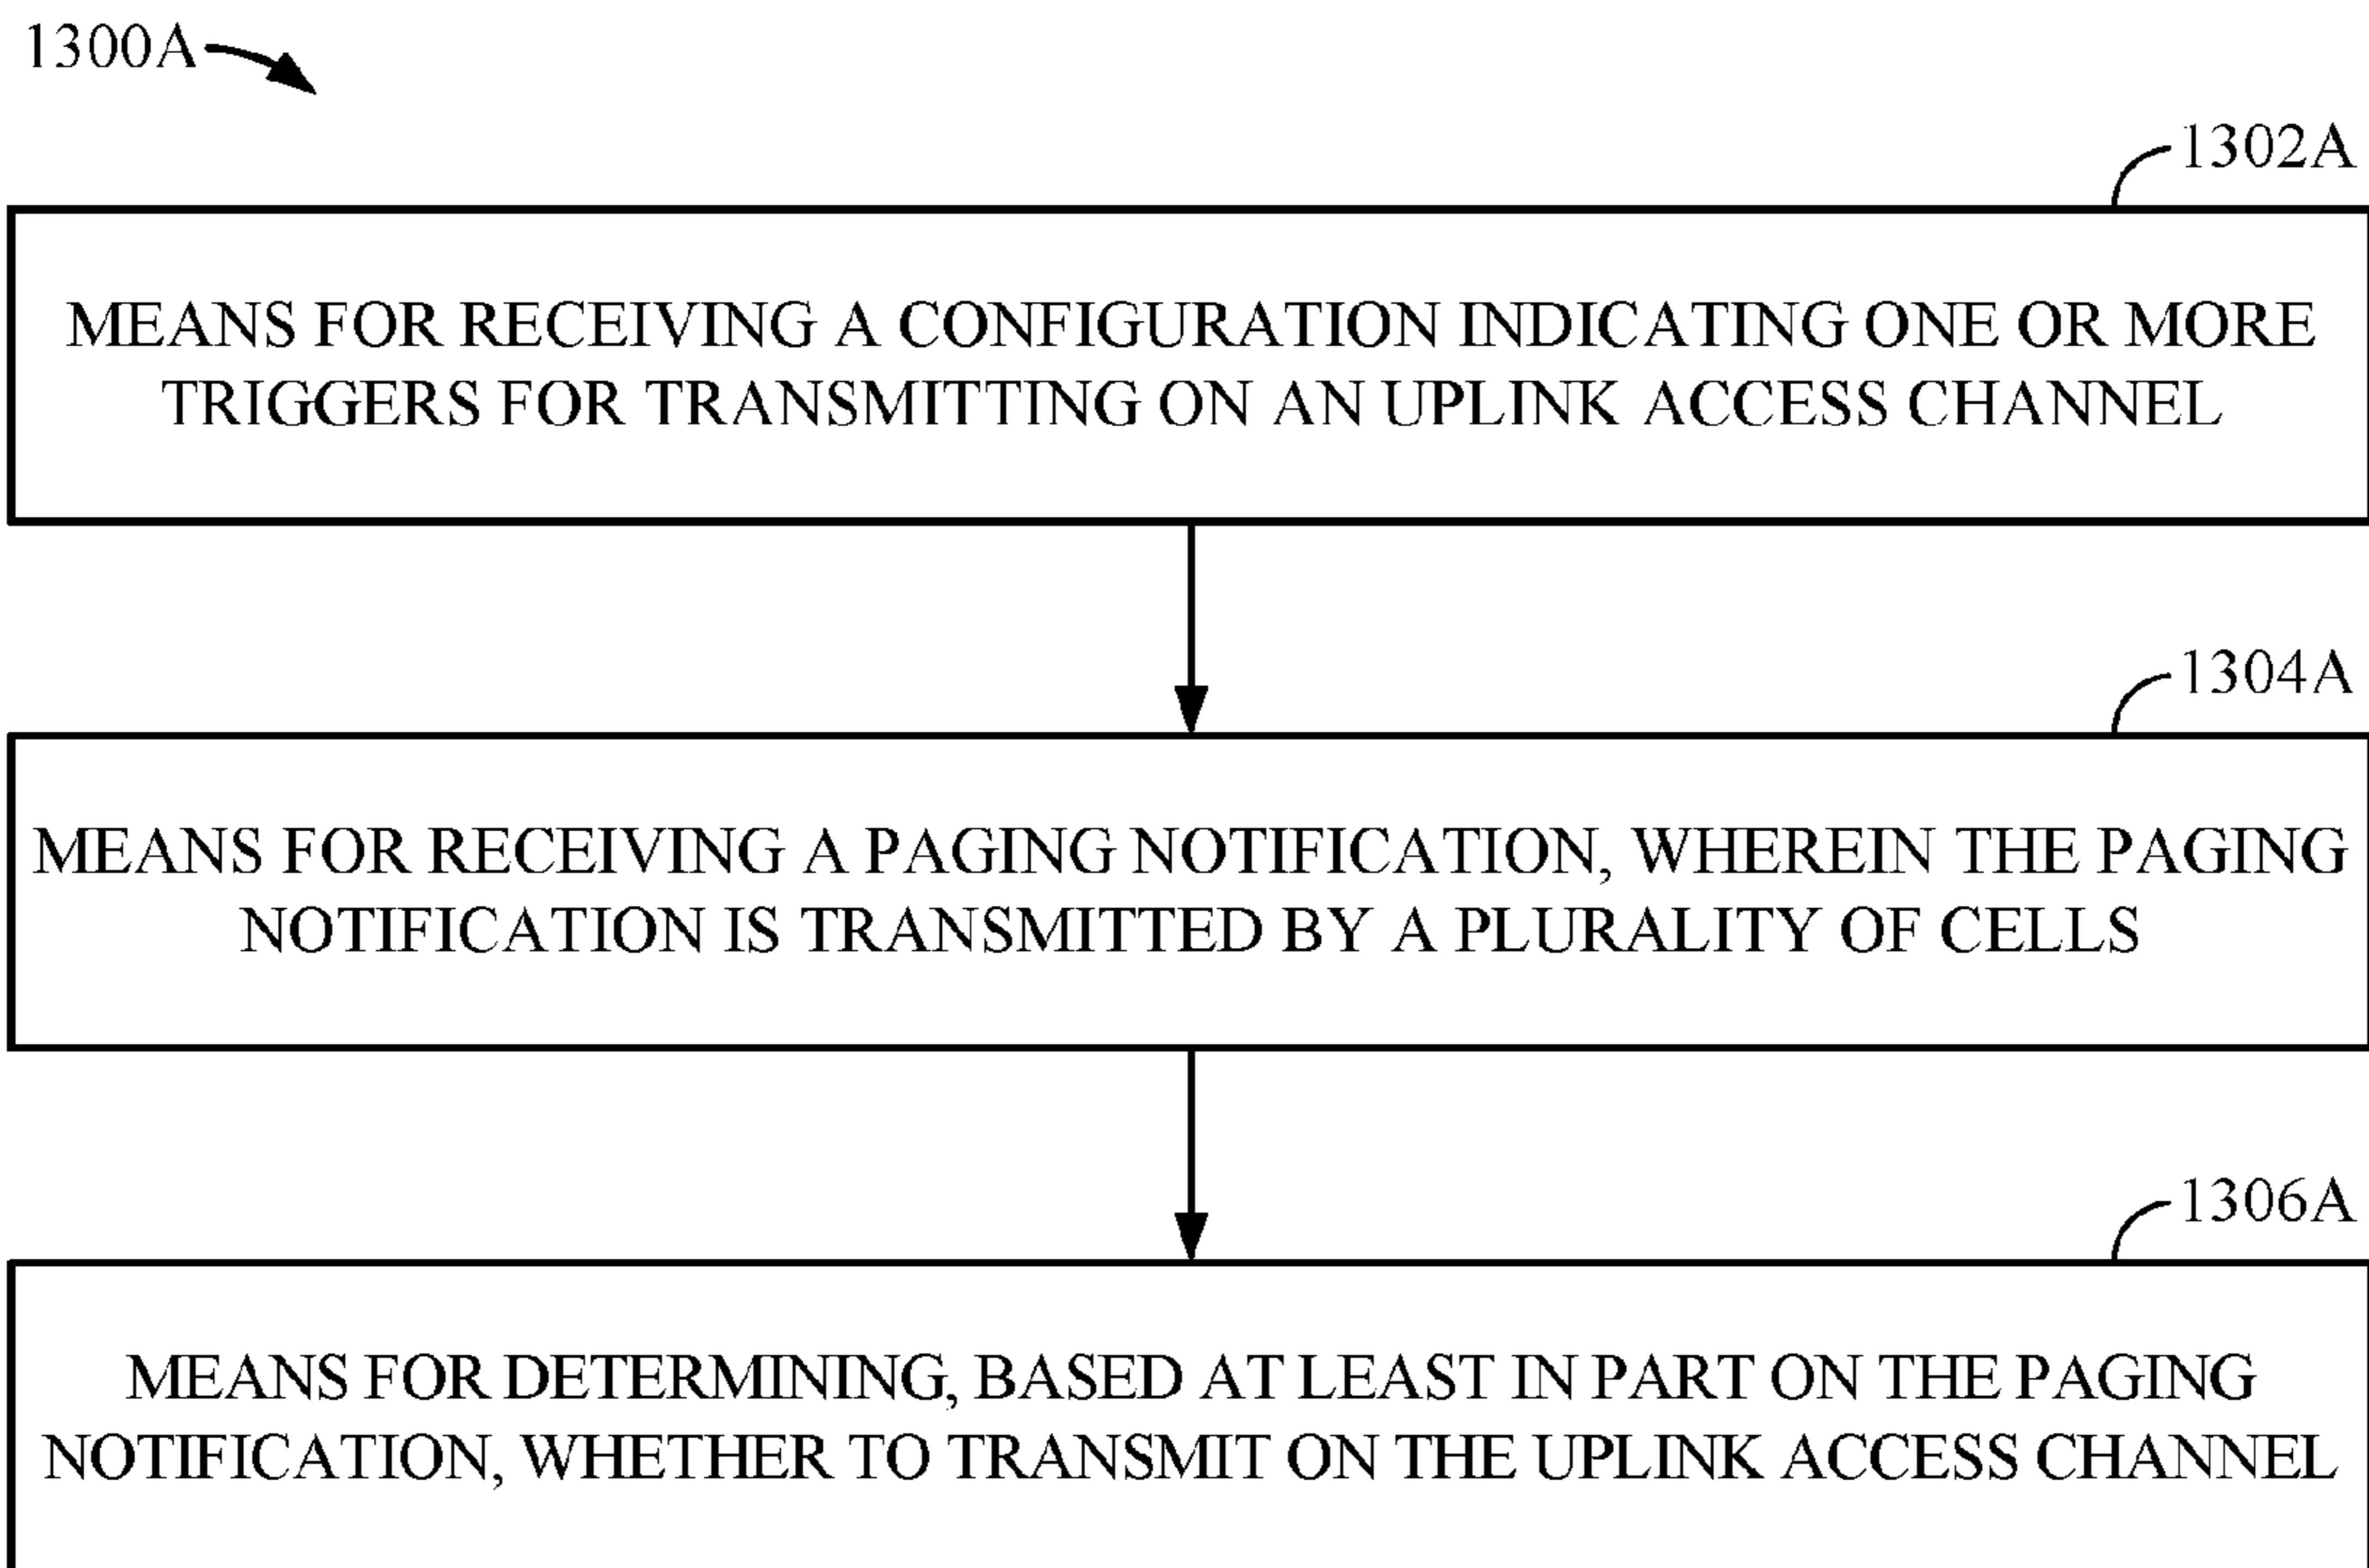 1300A
1302A
MEANS FOR RECEIVING A CONFIGURATION INDICATING ONE OR MORE
TRIGGERS FOR TRANSMITTING ON AN UPLINK ACCESS CHANNEL
1304A
MEANS FOR RECEIVING A PAGING NOTIFICATION, WHEREIN THE PAGING
NOTIFICATION IS TRANSMITTED BY A PLURALITY OF CELLS
1306A
MEANS FOR DETERMINING, BASED AT LEAST IN PART ON THE PAGING
NOTIFICATION, WHETHER TO TRANSMIT ON THE UPLINK ACCESS CHANNEL